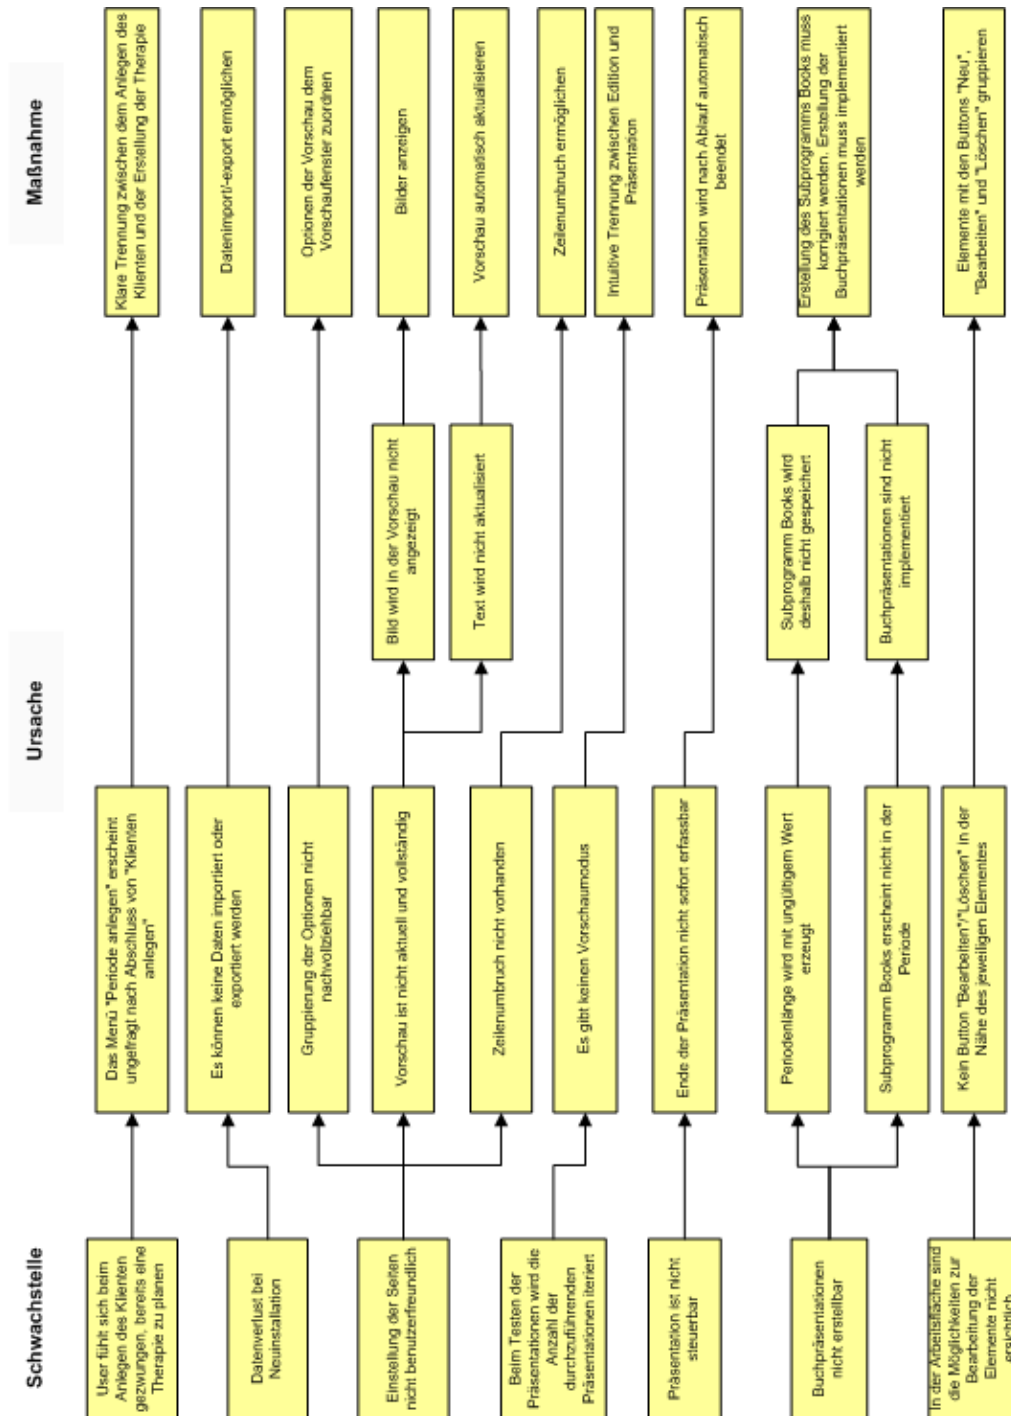 Schwachstelle
Ursache
Maßnahme
User fühlt sich beim
Anlegen des Klienten
gezwungen, bereits eine
Therapie zu planen
Das Menü "Periode anlegen" erscheint
ungefragt nach Abschluss von "Klienten
anlegen"
Klare Trennung zwischen dem Anlegen des
Klienten und der Erstellung der Therapie
Datenverlust bei
Neuinstallation
Es können keine Daten importiert oder
exportiert werden
Datenimport/-export ermöglichen
Einstellung der Seiten
nicht benutzerfreundlich
Gruppierung der Optionen nicht
nachvollziehbar
Optionen der Vorschau dem
Vorschaufenster zuordnen
Vorschau ist nicht aktuell und vollständig
Bild wird in der Vorschau nicht
angezeigt
Bilder anzeigen
Text wird nicht aktualisiert
Vorschau automatisch aktualisieren
Zeilenumbruch nicht vorhanden
Zeilenumbruch ermöglichen
Beim Testen der
Präsentationen wird die
Anzahl der
durchzuführenden
Präsentationen iteriert
Es gibt keinen Vorschaumodus
Intuitive Trennung zwischen Edition und
Präsentation
Präsentation ist nicht
steuerbar
Ende der Präsentation nicht sofort erfassbar
Präsentation wird nach Ablauf automatisch
beendet
Buchpräsentationen
nicht erstellbar
Periodenlänge wird mit ungültigem Wert
erzeugt
Subprogramm Books wird
deshalb nicht gespeichert
Subprogramm Books erscheint nicht in der
Periode
Buchpräsentationen sind nicht
implementiert
Erstellung des Subprogramms Books muss
korrigiert werden. Erstellung der
Buchpräsentationen muss implementiert
werden
In der Arbeitsfläche sind
die Möglichkeiten zur
Bearbeitung der
Elemente nicht
ersichtlich
Kein Button "Bearbeiten"/"Löschen" in der
Nähe des jeweiligen Elementes
Elemente mit den Buttons "Neu",
"Bearbeiten" und "Löschen" gruppieren